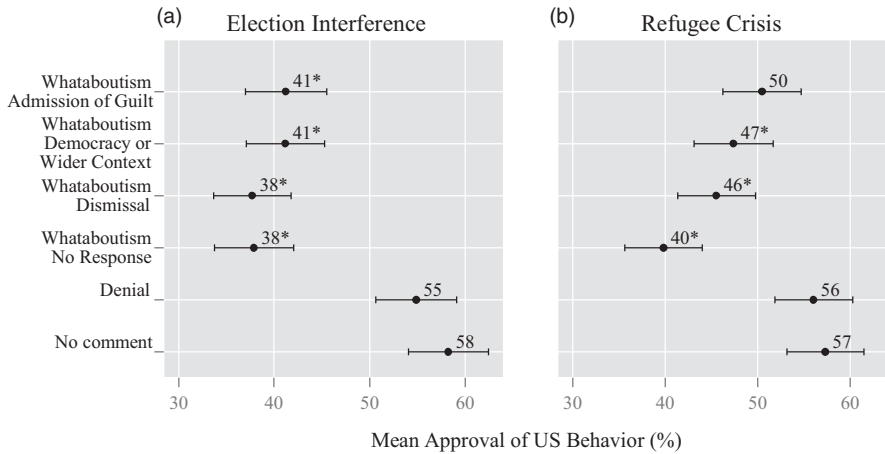 (a)
Election Interference
(b)
Refugee Crisis
Whataboutism
Admission of Guilt
Whataboutism
Democracy or
Wider Context
Whataboutism
Dismissal
Whataboutism
No Response
Denial
No comment
41*
41*
38*
38*
55
58
50
47*
46*
40*
56
57
30 40 50 60
30 40 50 60
Mean Approval of US Behavior (%)